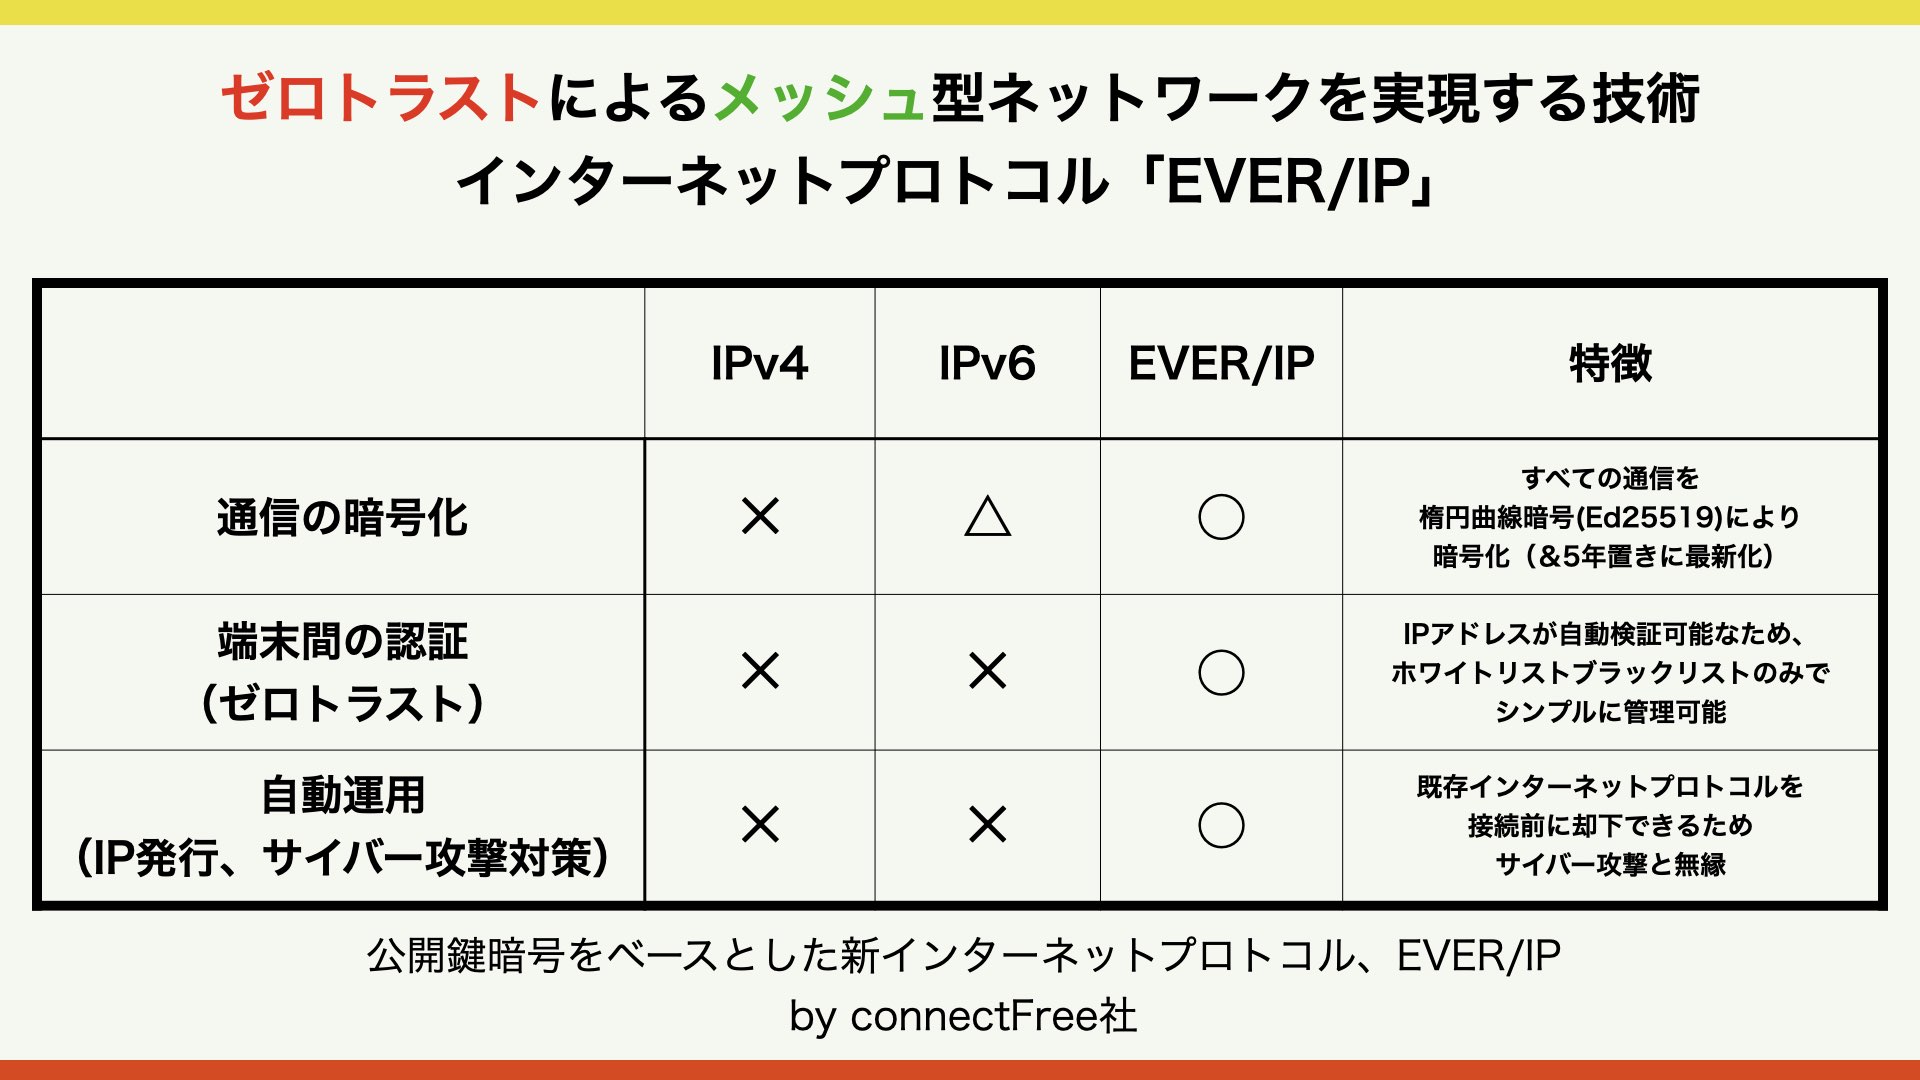 ゼロトラストによるメッシュ型ネットワークを実現する技術
インターネットプロトコル「EVER/IP」
IPv4 IPv6 EVER/IP 特徴
通信の暗号化 × △ ○
すべての通信を
楕円曲線暗号(Ed25519)により
暗号化（&5年置きに最新化）
端末間の認証
（ゼロトラスト）
× × ○
IPアドレスが自動検証可能なため、
ホワイトリストブラックリストのみで
シンプルに管理可能
自動運用
（IP発行、サイバー攻撃対策）
× × ○
既存インターネットプロトコルを
接続前に却下できるため
サイバー攻撃と無縁
公開鍵暗号をベースとした新インターネットプロトコル、EVER/IP
by connectFree社